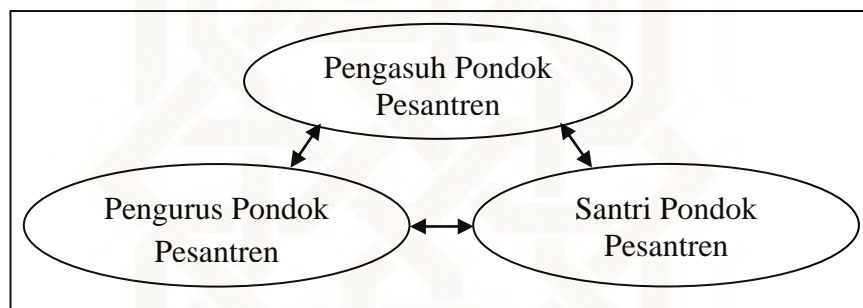 Pengasuh Pondok
Pesantren
Pengurus Pondok
Pesantren
Santri Pondok
Pesantren